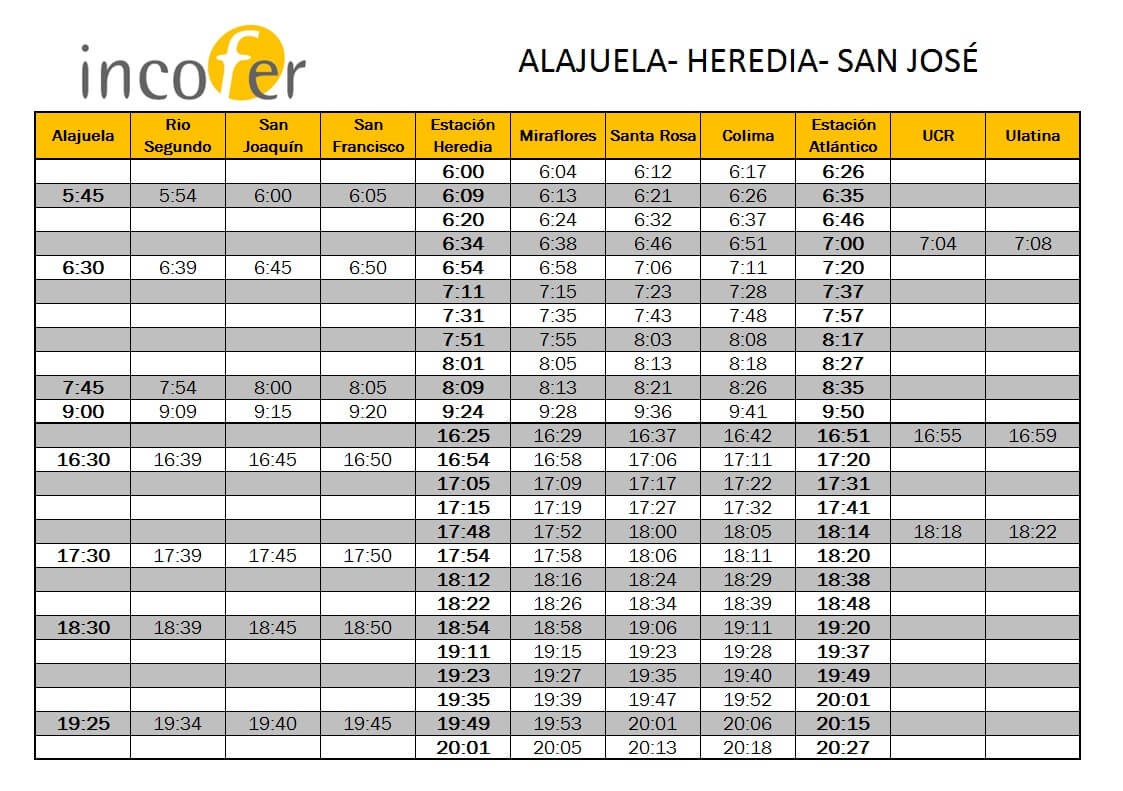 incofer
ALAJUELA- HEREDIA- SAN JOSÉ
Alajuela Rio Segundo San Joaquín San Francisco Estación Heredia Miraflores Santa Rosa Colima Estación Atlántico UCR Ulatina
6:00 6:04 6:12 6:17 6:26
5:45 5:54 6:00 6:05 6:09 6:13 6:21 6:26 6:35
6:20 6:24 6:32 6:37 6:46
6:34 6:38 6:46 6:51 7:00 7:04 7:08
6:30 6:39 6:45 6:50 6:54 6:58 7:06 7:11 7:20
7:11 7:15 7:23 7:28 7:37
7:31 7:35 7:43 7:48 7:57
7:51 7:55 8:03 8:08 8:17
8:01 8:05 8:13 8:18 8:27
7:45 7:54 8:00 8:05 8:09 8:13 8:21 8:26 8:35
9:00 9:09 9:15 9:20 9:24 9:28 9:36 9:41 9:50
16:25 16:29 16:37 16:42 16:51 16:55 16:59
16:30 16:39 16:45 16:50 16:54 16:58 17:06 17:11 17:20
17:05 17:09 17:17 17:22 17:31
17:15 17:19 17:27 17:32 17:41
17:48 17:52 18:00 18:05 18:14 18:18 18:22
17:30 17:39 17:45 17:50 17:54 17:58 18:06 18:11 18:20
18:12 18:16 18:24 18:29 18:38
18:22 18:26 18:34 18:39 18:48
18:30 18:39 18:45 18:50 18:54 18:58 19:06 19:11 19:20
19:11 19:15 19:23 19:28 19:37
19:23 19:27 19:35 19:40 19:49
19:35 19:39 19:47 19:52 20:01
19:25 19:34 19:40 19:45 19:49 19:53 20:01 20:06 20:15
20:01 20:05 20:13 20:18 20:27